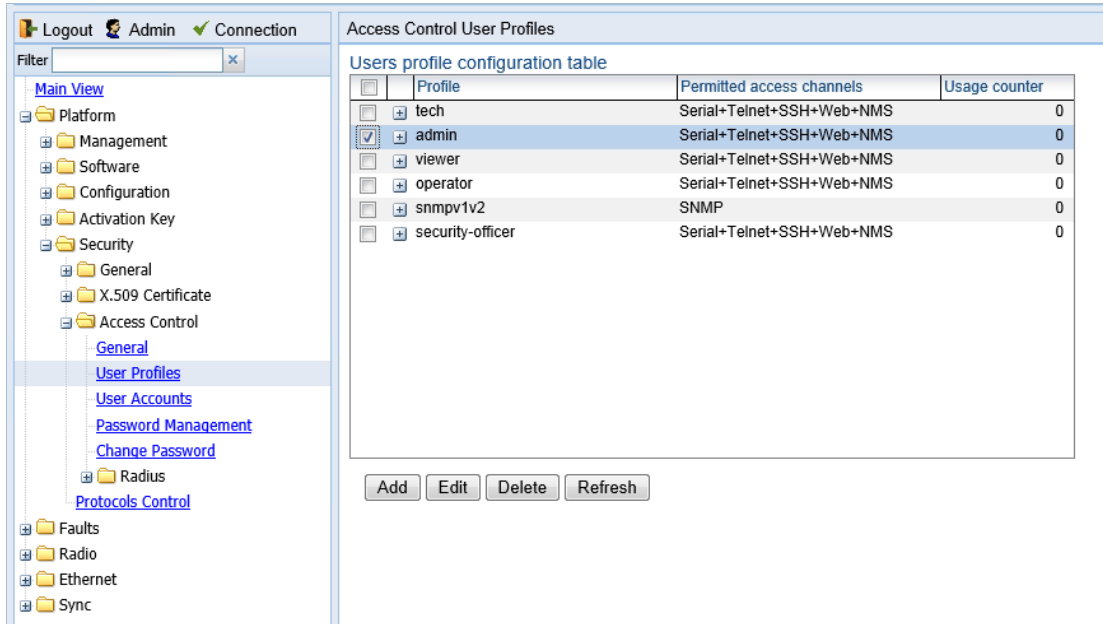 Logout Admin Connection
Filter
Main View
Platform
Management
Software
Configuration
Activation Key
Security
General
X.509 Certificate
Access Control
General
User Profiles
User Accounts
Password Management
Change Password
Radius
Protocols Control
Faults
Radio
Ethernet
Sync
Access Control User Profiles
Users profile configuration table
Profile Permitted access channels Usage counter
tech Serial+Telnet+SSH+Web+NMS 0
admin Serial+Telnet+SSH+Web+NMS 0
viewer Serial+Telnet+SSH+Web+NMS 0
operator Serial+Telnet+SSH+Web+NMS 0
snmpv1v2 SNMP 0
security-officer Serial+Telnet+SSH+Web+NMS 0
Add Edit Delete Refresh